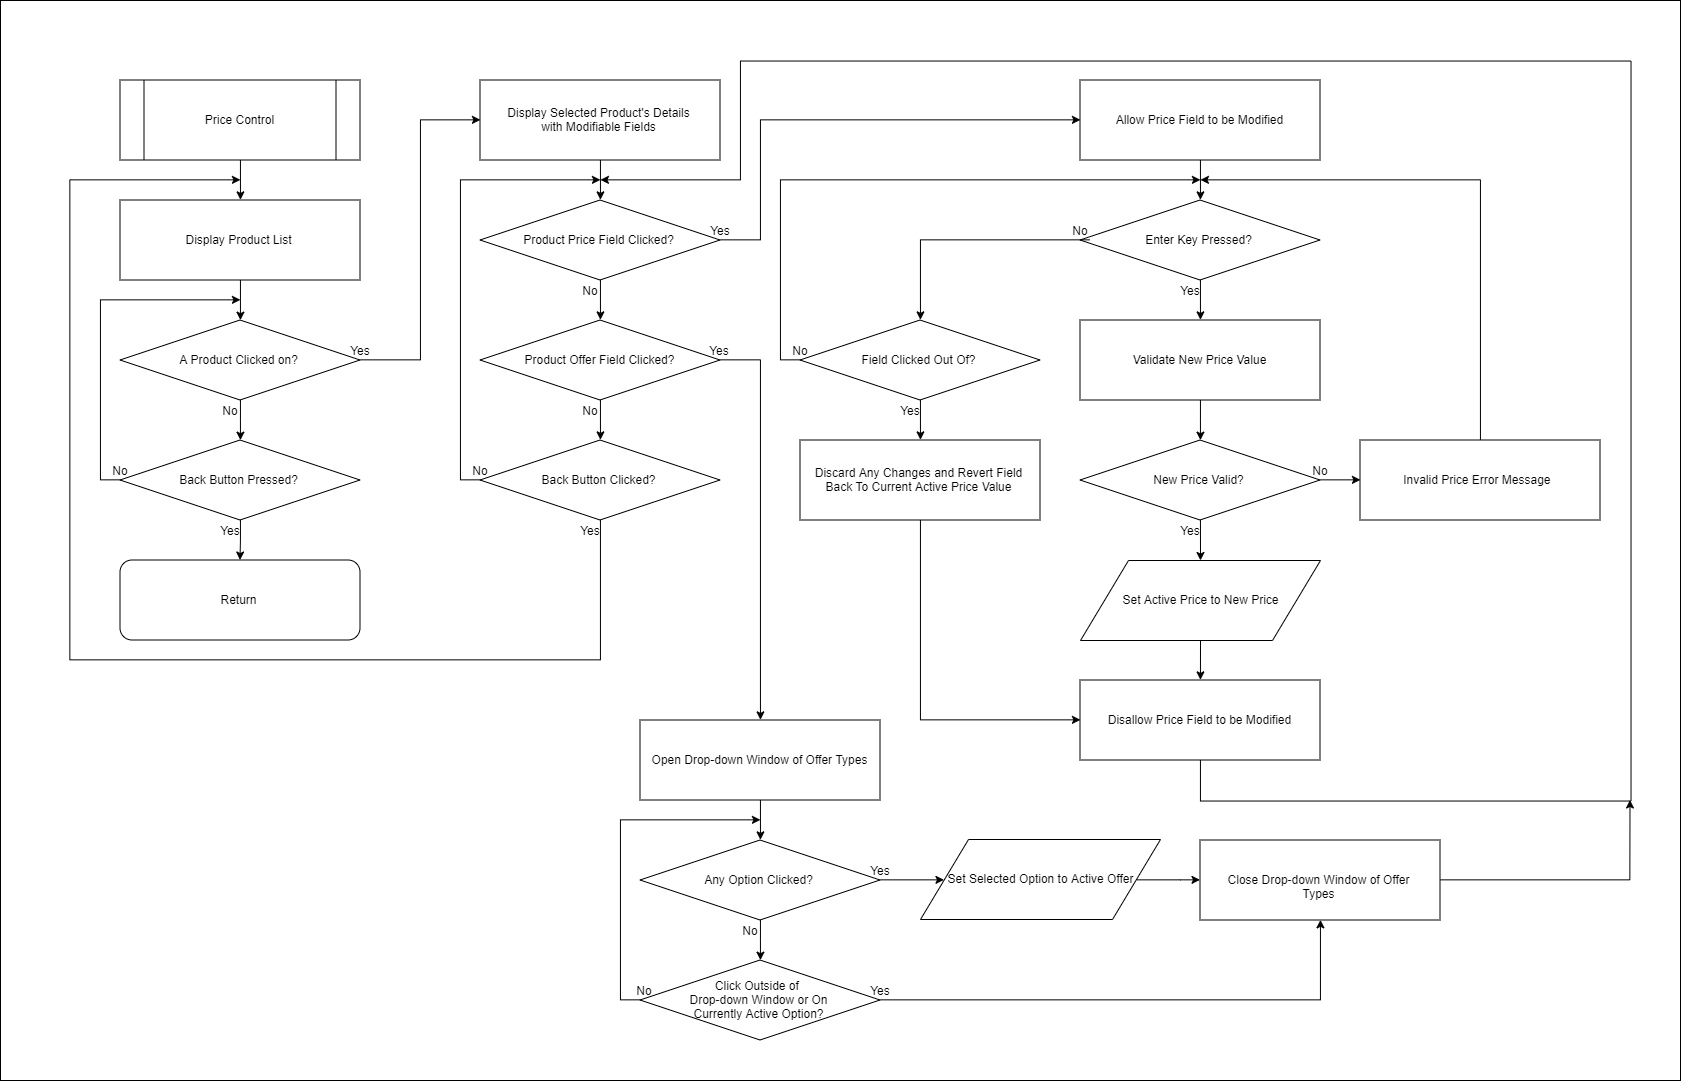 Price Control
Display Product List
A Product Clicked on?
Yes
No
Back Button Pressed?
No
Yes
Return
Display Selected Product's Details
with Modifiable Fields
Product Price Field Clicked?
Yes
No
Product Offer Field Clicked?
Yes
No
Back Button Clicked?
No
Yes
Allow Price Field to be Modified
Enter Key Pressed?
No
Yes
Field Clicked Out Of?
No
Yes
Discard Any Changes and Revert Field
Back To Current Active Price Value
Validate New Price Value
New Price Valid?
No
Yes
Invalid Price Error Message
Set Active Price to New Price
Disallow Price Field to be Modified
Open Drop-down Window of Offer Types
Any Option Clicked?
Yes
No
Set Selected Option to Active Offer
Close Drop-down Window of Offer
Types
Click Outside of
Drop-down Window or On
Currently Active Option?
No
Yes